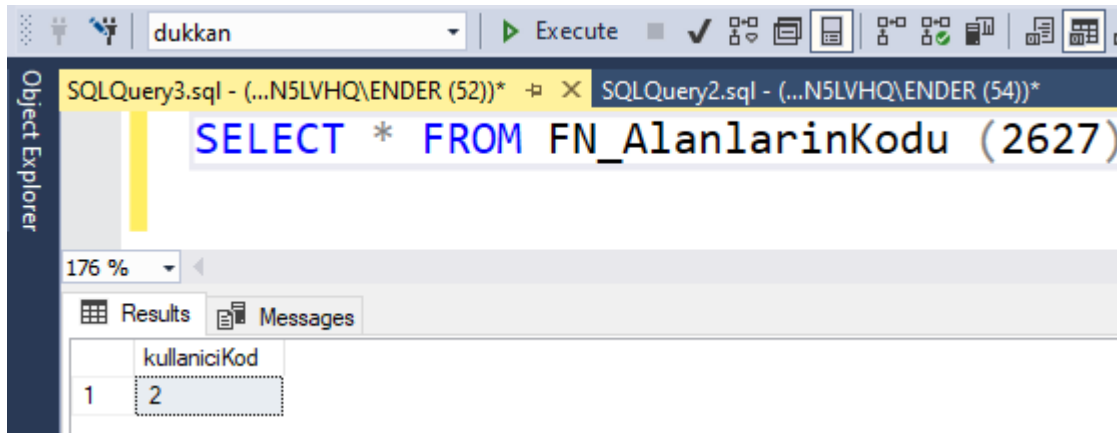 dukkan Execute
Object Explorer
SQLQuery3.sql - (...N5LVHQ\ENDER (52))* SQLQuery2.sql - (...N5LVHQ\ENDER (54))*
SELECT * FROM FN_AlanlarinKodu (2627)
176 %
Results Messages
kullaniciKod
1 2